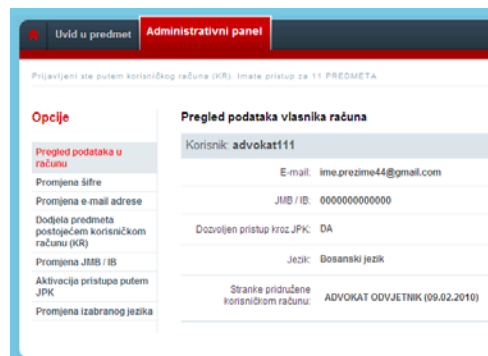 Uvid u predmet
Administrativni panel
Prijavljeni ste putem korisničkog računa (KR). Imate pristup za 11 PREDMETA
Opcije
Pregled podataka u
računu
Promjena šifre
Promjena e-mail adrese
Dodjela predmeta
postojećem korisničkom
računu (KR)
Promjena JMB / IB
Aktivacija pristupa putem
JPK
Promjena izabranog jezika
Pregled podataka vlasnika računa
Korisnik: advokat111
E-mail: ime.prezime44@gmail.com
JMB / IB: 0000000000000
Dozvoljen pristup kroz JPK: DA
Jezik: Bosanski jezik
Stranke pridružene
korisničkom računu: ADVOKAT ODVJETNIK (09.02.2010)